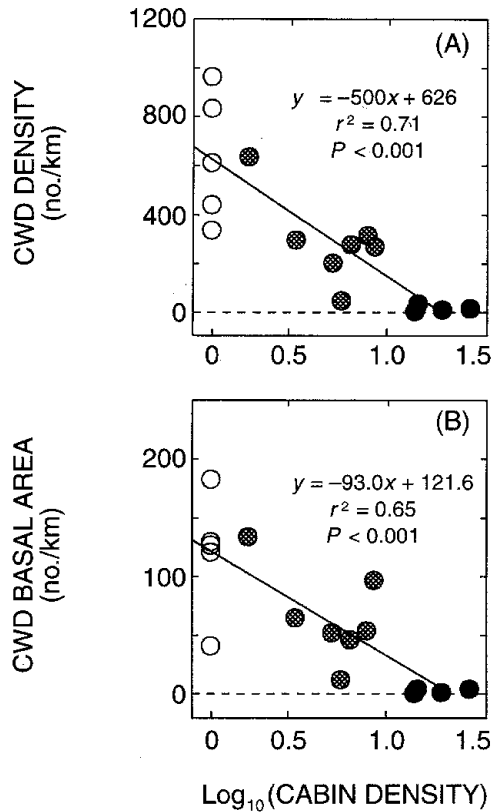 1200
(A)
y = −500x + 626
800
r² = 0.71
P < 0.001
CWD DENSITY
(no./km)
400
0
0 0.5 1.0 1.5
(B)
200
y = −93.0x + 121.6
r² = 0.65
P < 0.001
CWD BASAL AREA
(no./km)
100
0
0 0.5 1.0 1.5
Log₁₀(CABIN DENSITY)